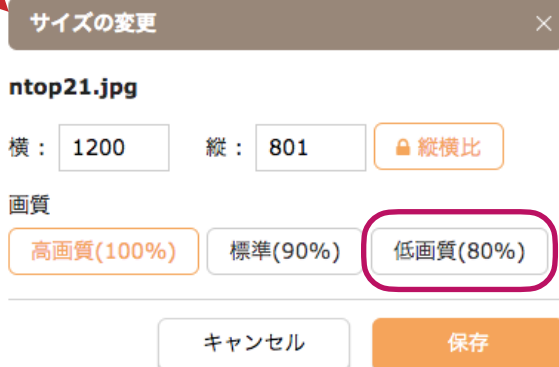 サイズの変更 ×
ntop21.jpg
横： 1200 縦： 801 縦横比
画質
高画質(100%) 標準(90%) 低画質(80%)
キャンセル 保存